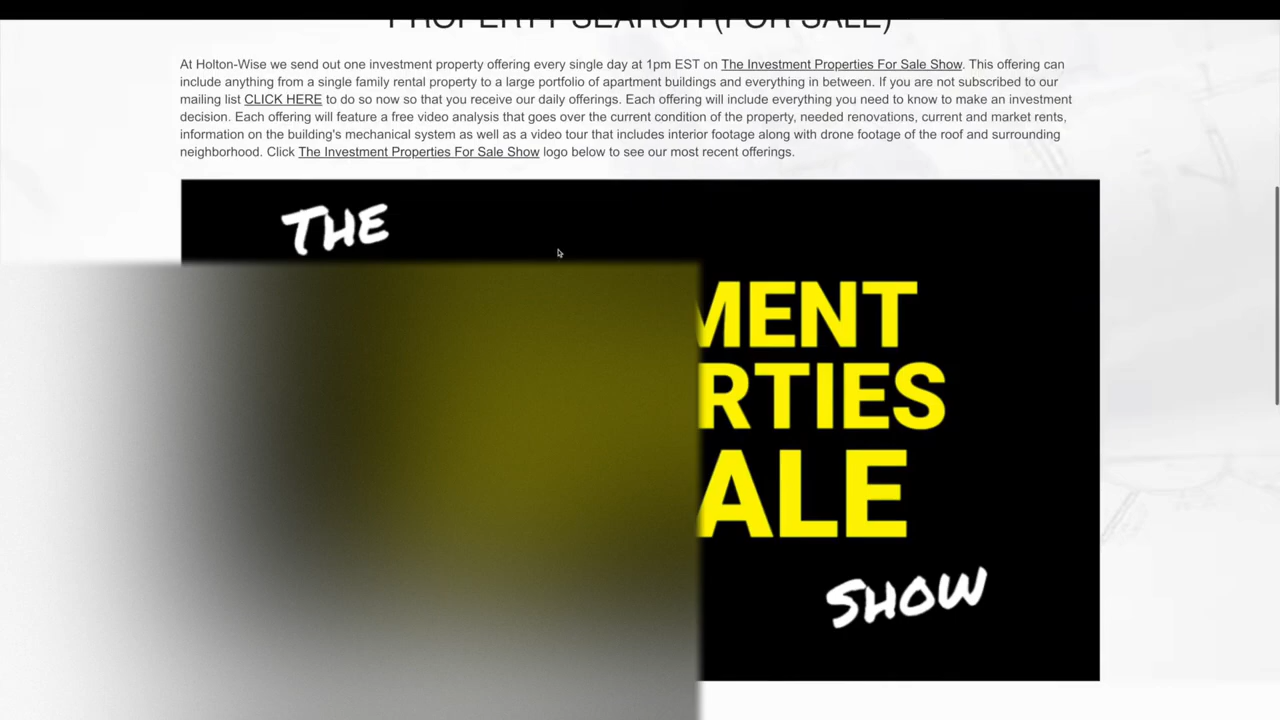 PROPERTY SEARCH (FOR SALE)
At Holton-Wise we send out one investment property offering every single day at 1pm EST on The Investment Properties For Sale Show. This offering can
include anything from a single family rental property to a large portfolio of apartment buildings and everything in between. If you are not subscribed to our
mailing list CLICK HERE to do so now so that you receive our daily offerings. Each offering will include everything you need to know to make an investment
decision. Each offering will feature a free video analysis that goes over the current condition of the property, needed renovations, current and market rents,
information on the building's mechanical system as well as a video tour that includes interior footage along with drone footage of the roof and surrounding
neighborhood. Click The Investment Properties For Sale Show logo below to see our most recent offerings.
THE
MENT
RTIES
ALE
SHOW